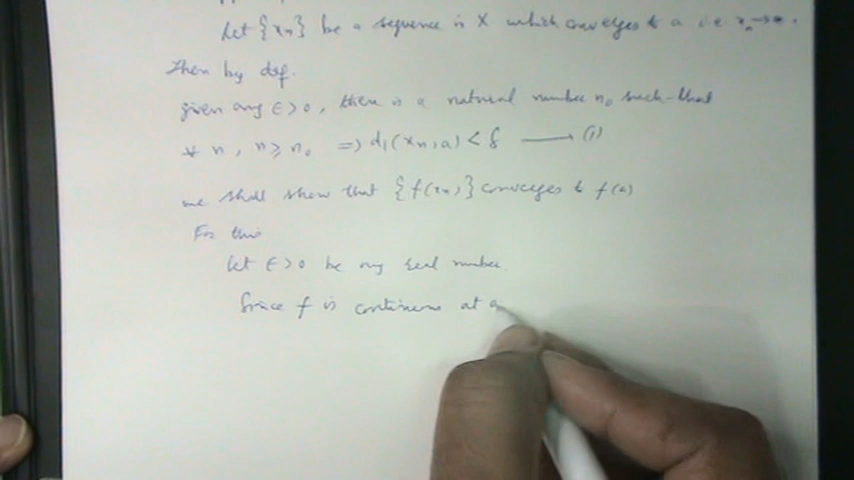 Let {xn} be a sequence in X which converges to a i.e. xn →
Then by def.
given any ε>0, there is a natural number n₀ such that
∀ n, n ≥ n₀ ⇒ d₁(xn, a) < δ —— (1)
we shall show that {f(xn)} converges to f(a)
For this
Let ε>0 be any real number.
Since f is continuous at a